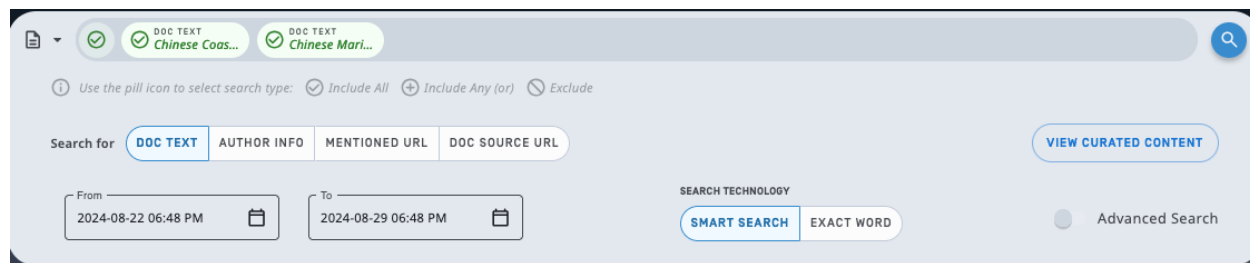 DOC TEXT
Chinese Coas...
DOC TEXT
Chinese Mari...
Use the pill icon to select search type: Include All Include Any (or) Exclude
Search for DOC TEXT AUTHOR INFO MENTIONED URL DOC SOURCE URL VIEW CURATED CONTENT
From
2024-08-22 06:48 PM
To
2024-08-29 06:48 PM
SEARCH TECHNOLOGY
SMART SEARCH EXACT WORD
Advanced Search